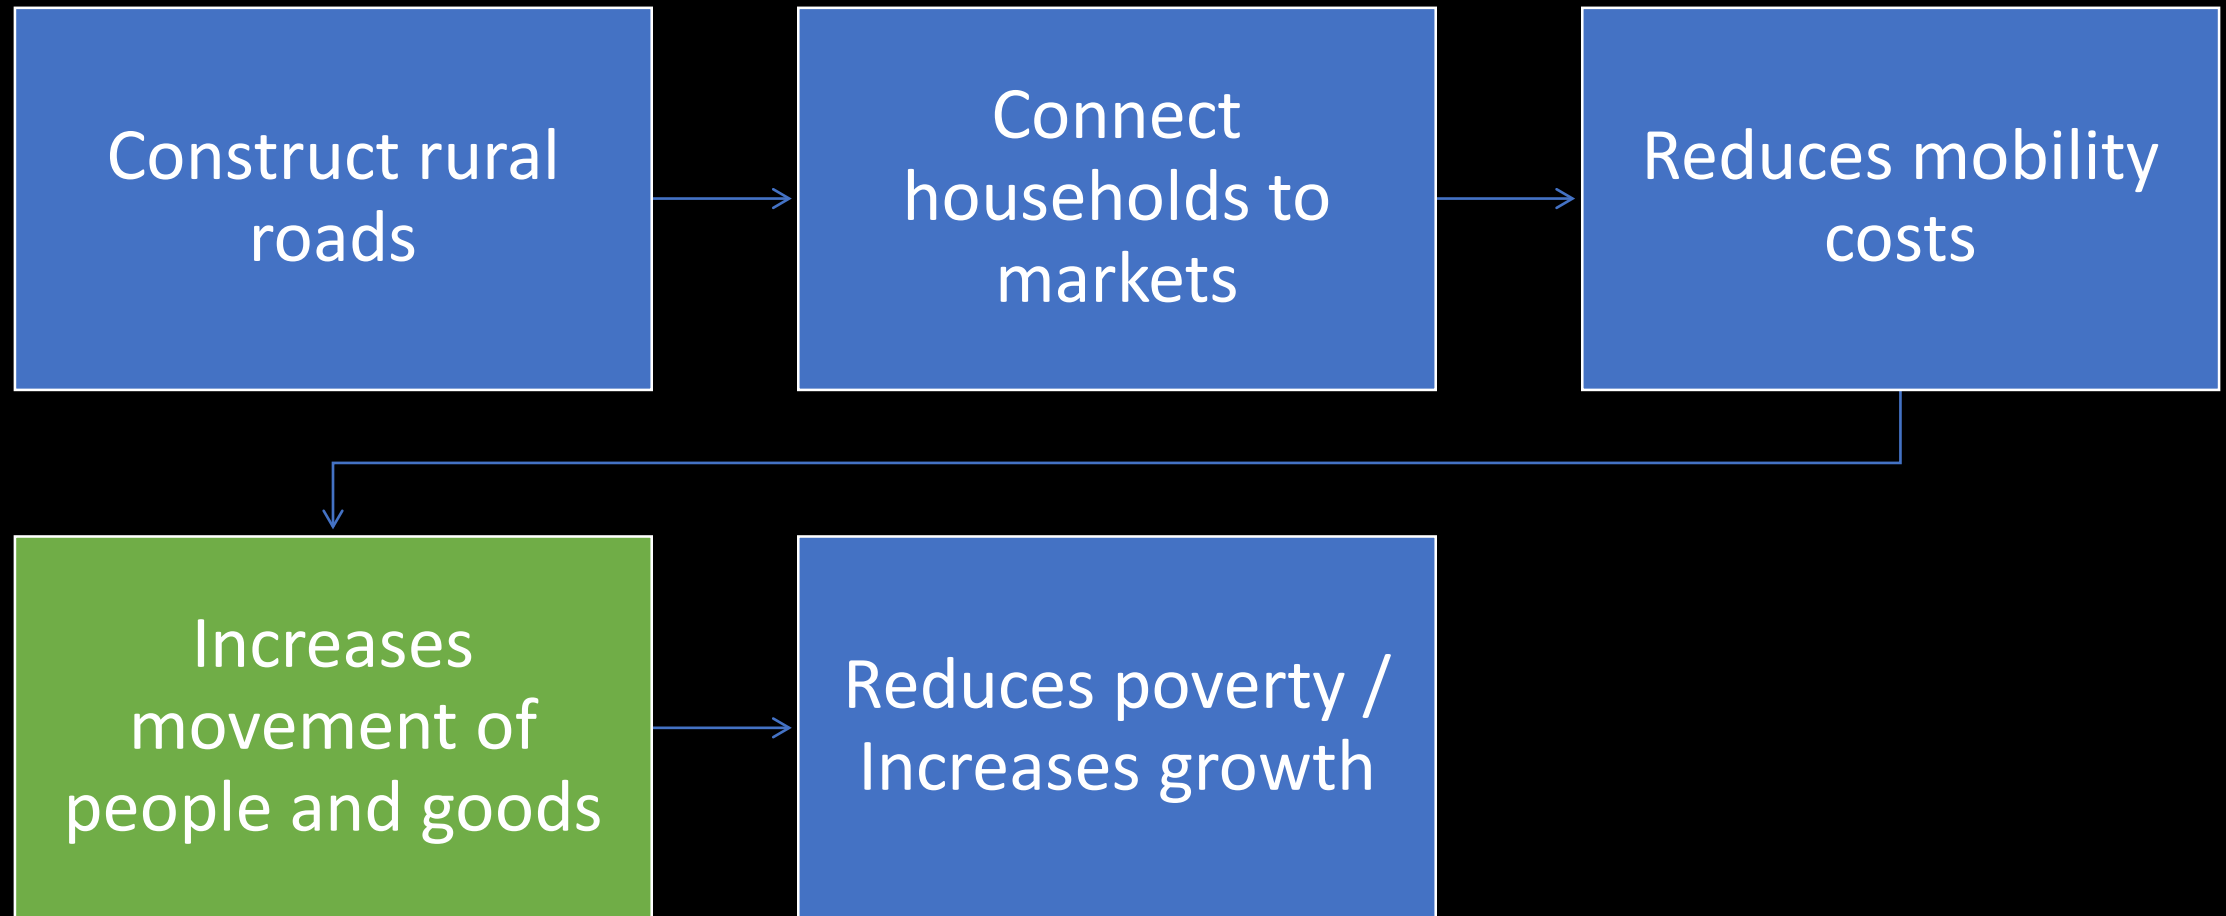 Construct rural
roads
Connect
households to
markets
Reduces mobility
costs
Increases
movement of
people and goods
Reduces poverty /
Increases growth